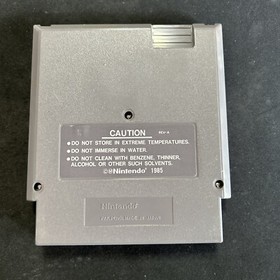 CAUTION
• DO NOT STORE IN EXTREME TEMPERATURES.
• DO NOT IMMERSE IN WATER.
• DO NOT CLEAN WITH BENZENE, THINNER,
ALCOHOL OR OTHER SUCH SOLVENTS.
©®Nintendo® 1985
Nintendo®